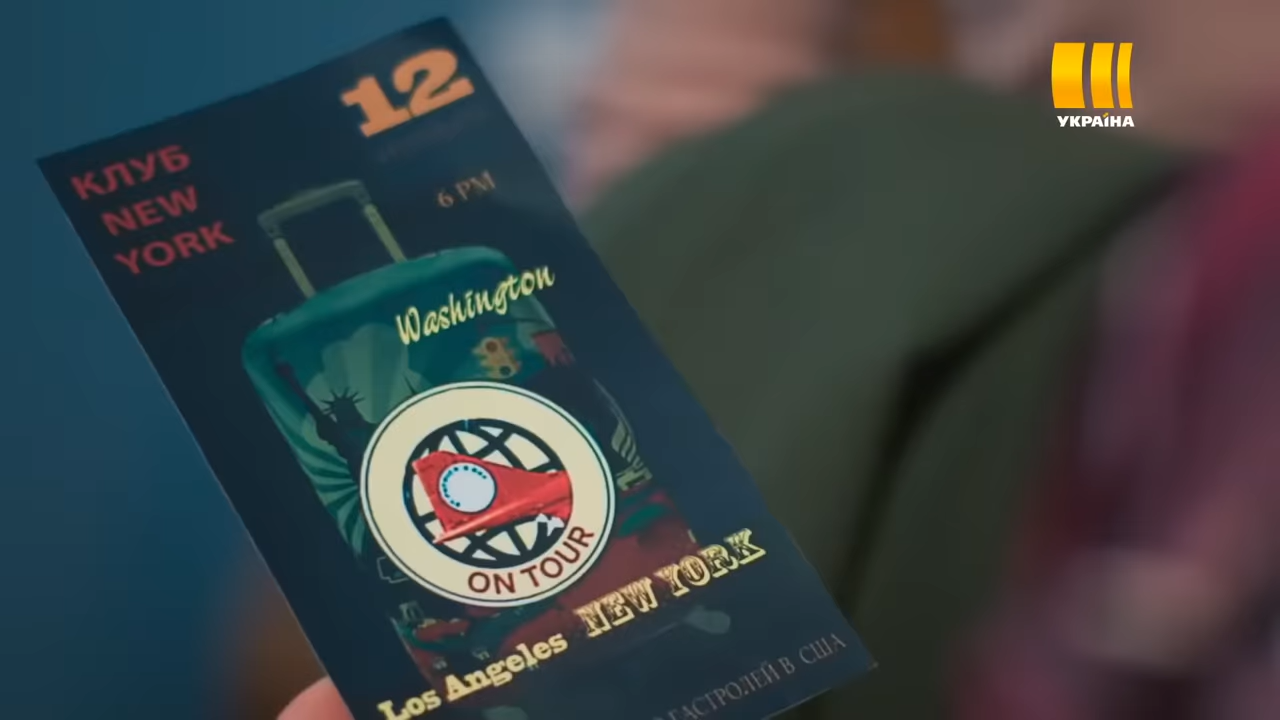 12
КЛУБ
NEW
YORK
6 PM
Washington
ON TOUR
NEW YORK
Los Angeles
ГАСТРОЛЕЙ В США
УКРАЇНА